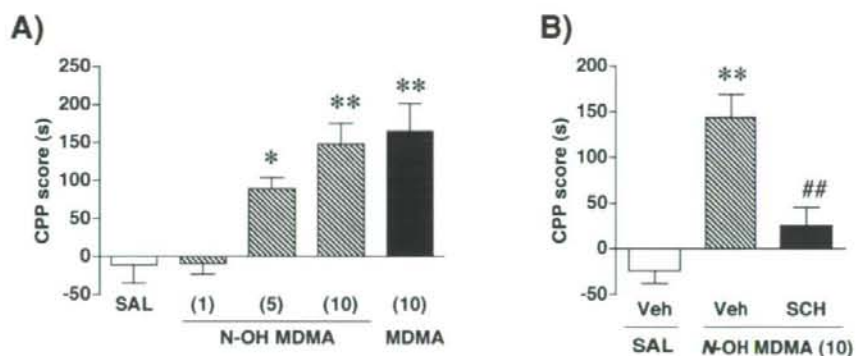 A)
250
200
150
100
50
0
-50
CPP score (s)
*
**
**
SAL (1) (5) (10) (10)
N-OH MDMA MDMA
B)
200
150
100
50
0
-50
CPP score (s)
**
##
Veh Veh SCH
SAL N-OH MDMA (10)